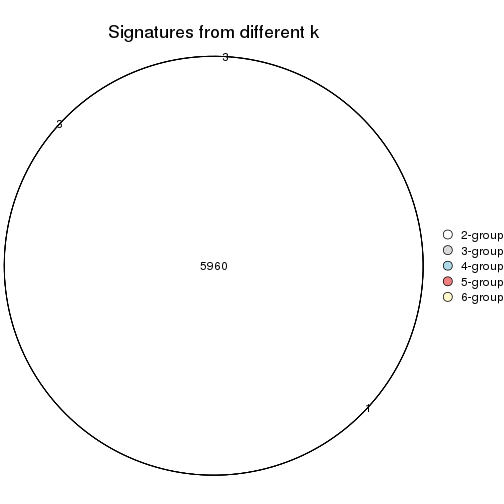 Signatures from different k
3
3
5960
1
2-group
3-group
4-group
5-group
6-group